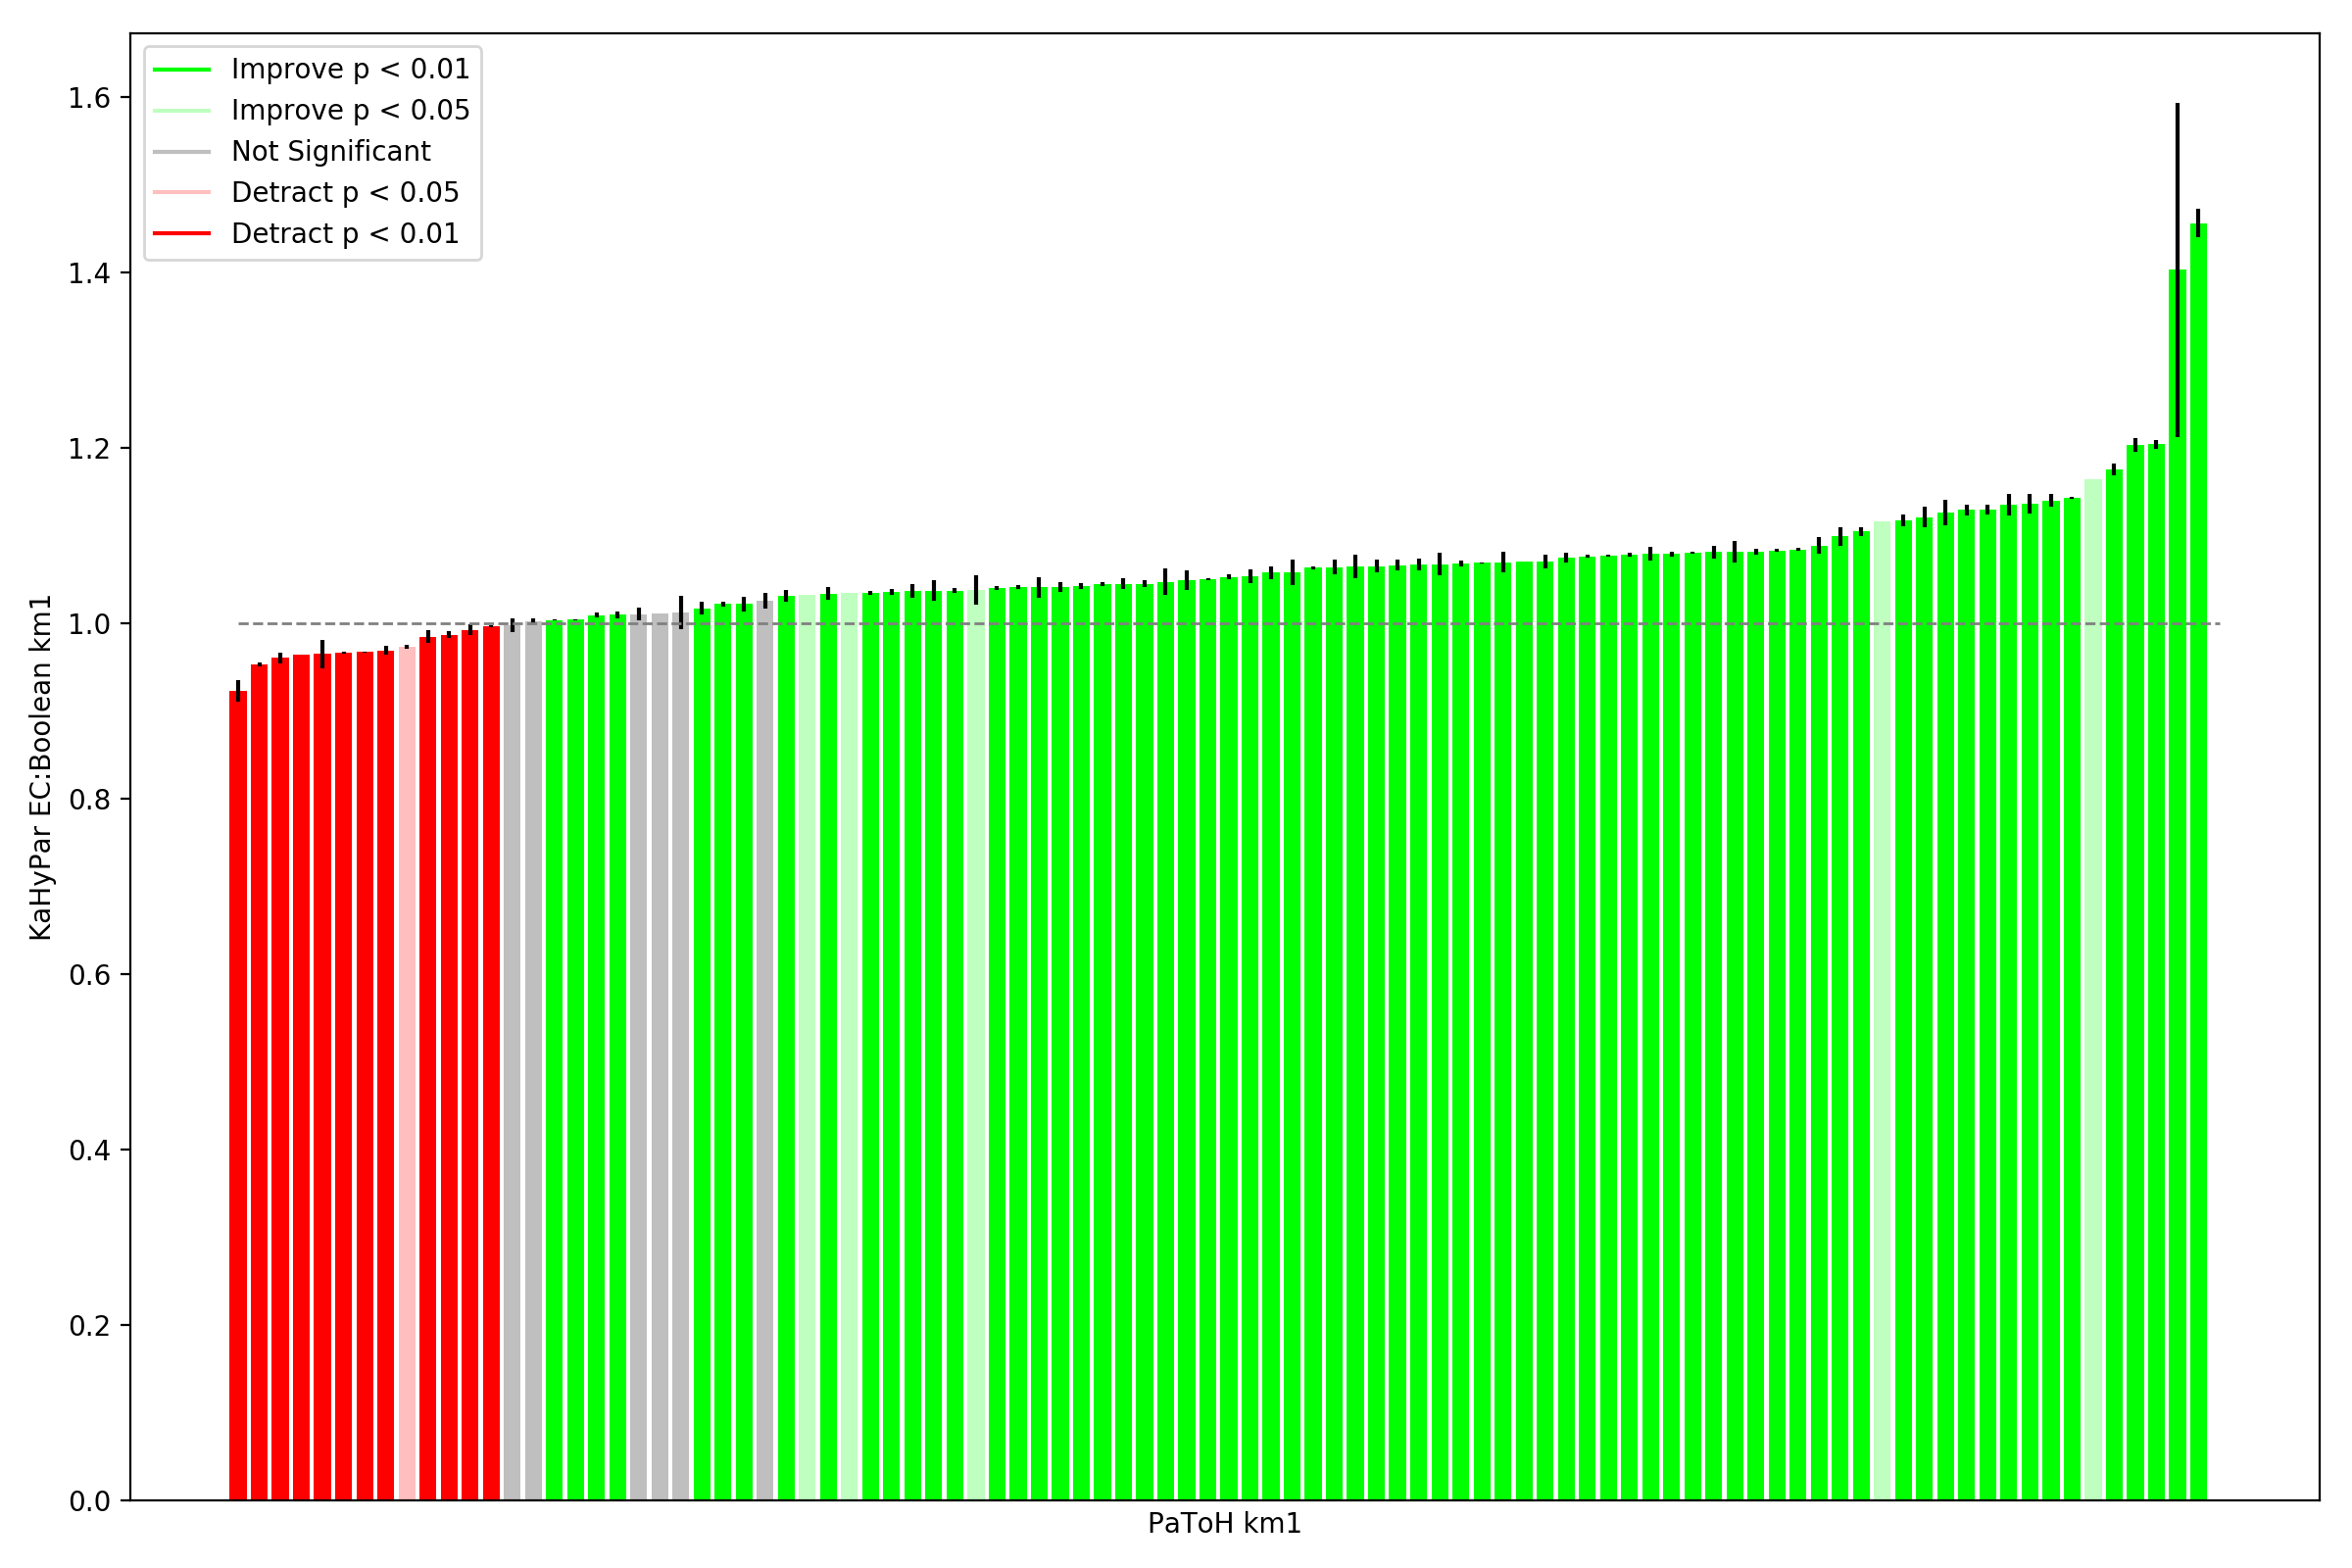 Improve p < 0.01
Improve p < 0.05
Not Significant
Detract p < 0.05
Detract p < 0.01
1.6
1.4
1.2
1.0
0.8
0.6
0.4
0.2
0.0
KaHyPar EC:Boolean km1
PaToH km1